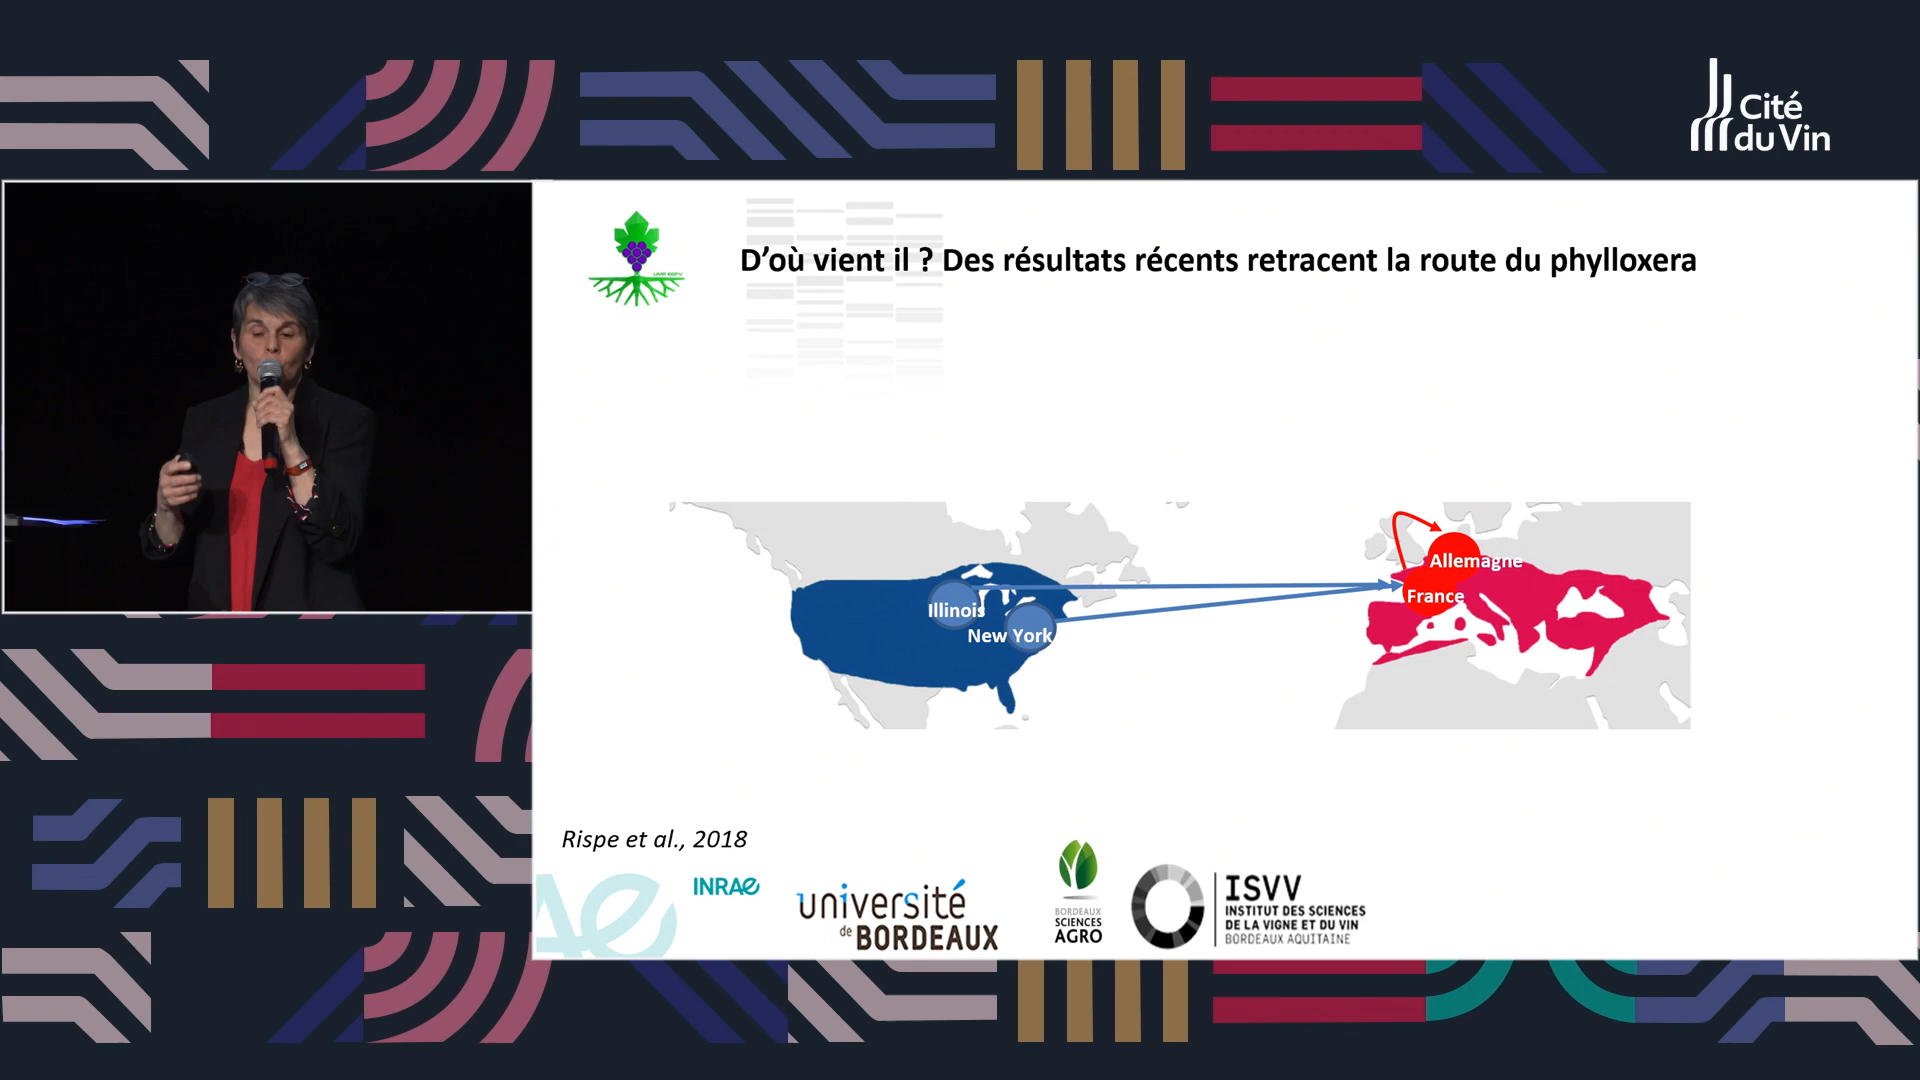 Cité
du Vin
UMR EGFV
D'où vient il ? Des résultats récents retracent la route du phylloxera
Allemagne
France
Illinois
New York
Rispe et al., 2018
INRAE
université
de BORDEAUX
BORDEAUX
SCIENCES
AGRO
ISVV
INSTITUT DES SCIENCES
DE LA VIGNE ET DU VIN
BORDEAUX AQUITAINE